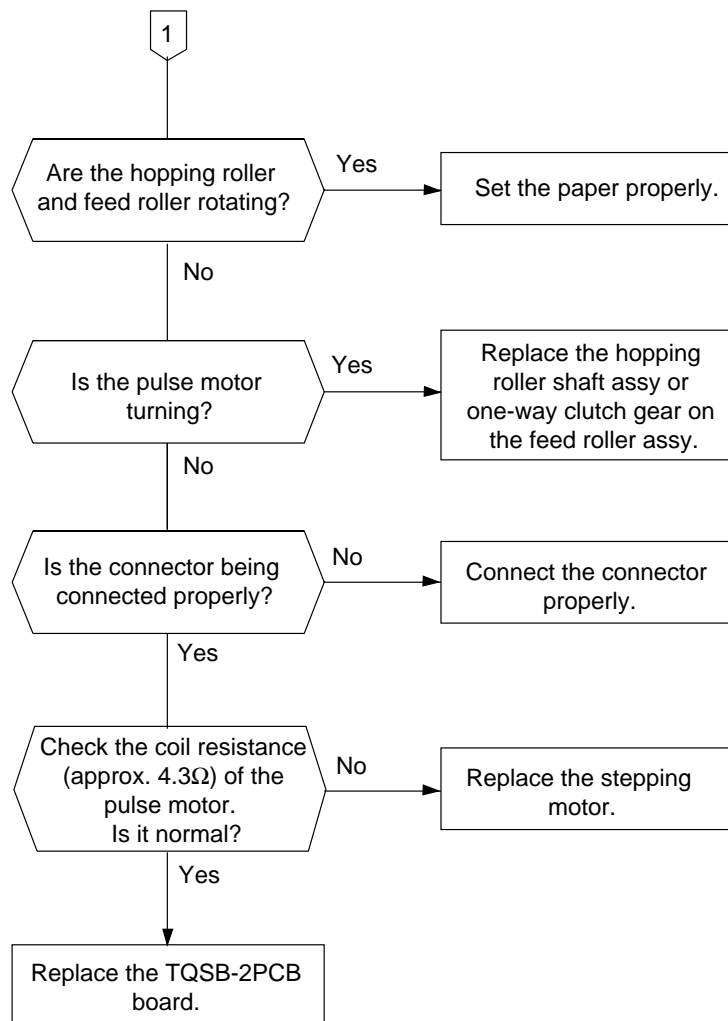 1
Are the hopping roller
and feed roller rotating?
Yes
Set the paper properly.
No
Is the pulse motor
turning?
Yes
Replace the hopping
roller shaft assy or
one-way clutch gear on
the feed roller assy.
No
Is the connector being
connected properly?
No
Connect the connector
properly.
Yes
Check the coil resistance
(approx. 4.3Ω) of the
pulse motor.
Is it normal?
No
Replace the stepping
motor.
Yes
Replace the TQSB-2PCB
board.